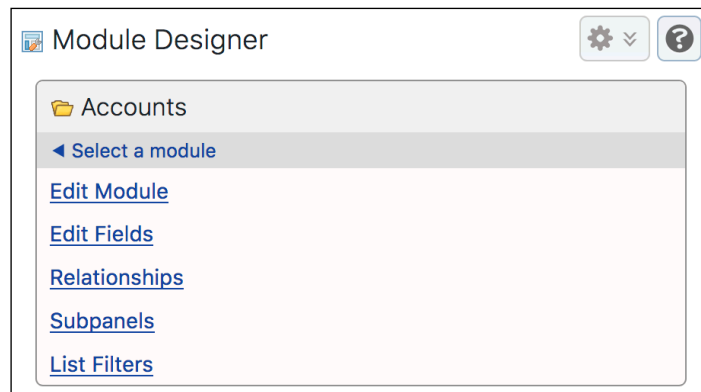 Module Designer
Accounts
Select a module
Edit Module
Edit Fields
Relationships
Subpanels
List Filters